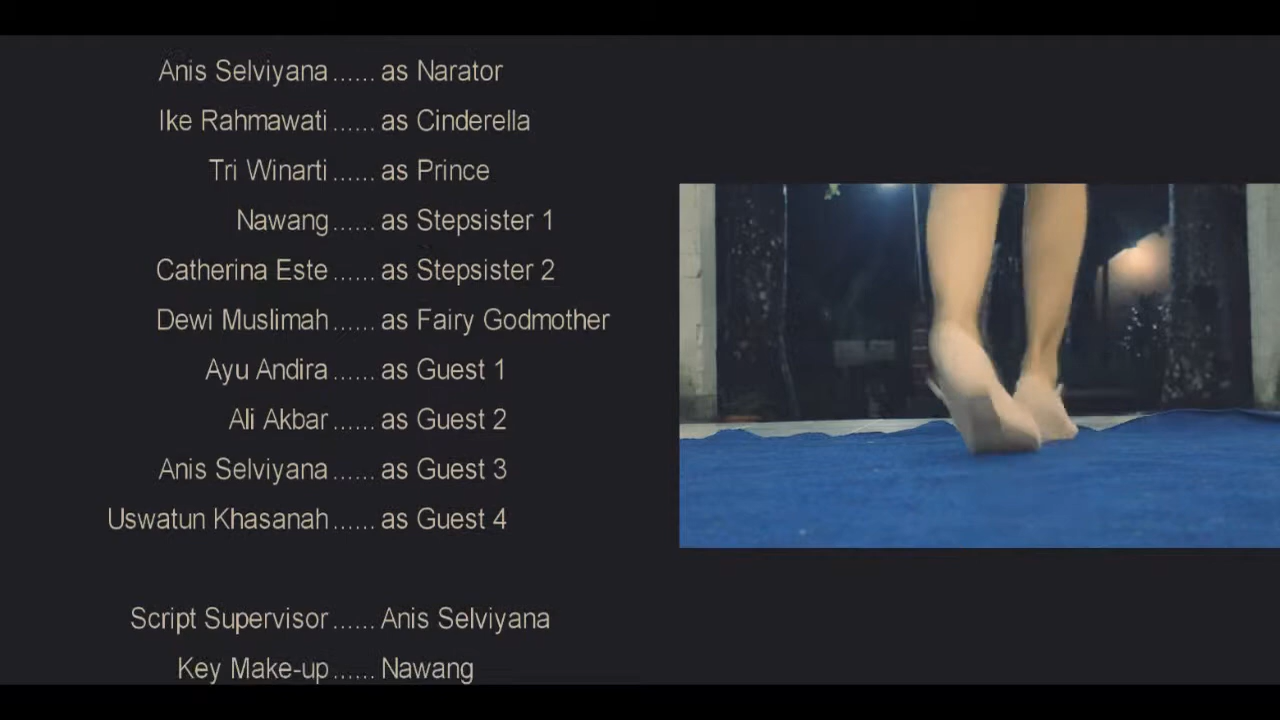 Anis Selviyana ...... as Narator
Ike Rahmawati ...... as Cinderella
Tri Winarti ...... as Prince
Nawang ...... as Stepsister 1
Catherina Este ...... as Stepsister 2
Dewi Muslimah ...... as Fairy Godmother
Ayu Andira ...... as Guest 1
Ali Akbar ...... as Guest 2
Anis Selviyana ...... as Guest 3
Uswatun Khasanah ...... as Guest 4
Script Supervisor ...... Anis Selviyana
Key Make-up ...... Nawang